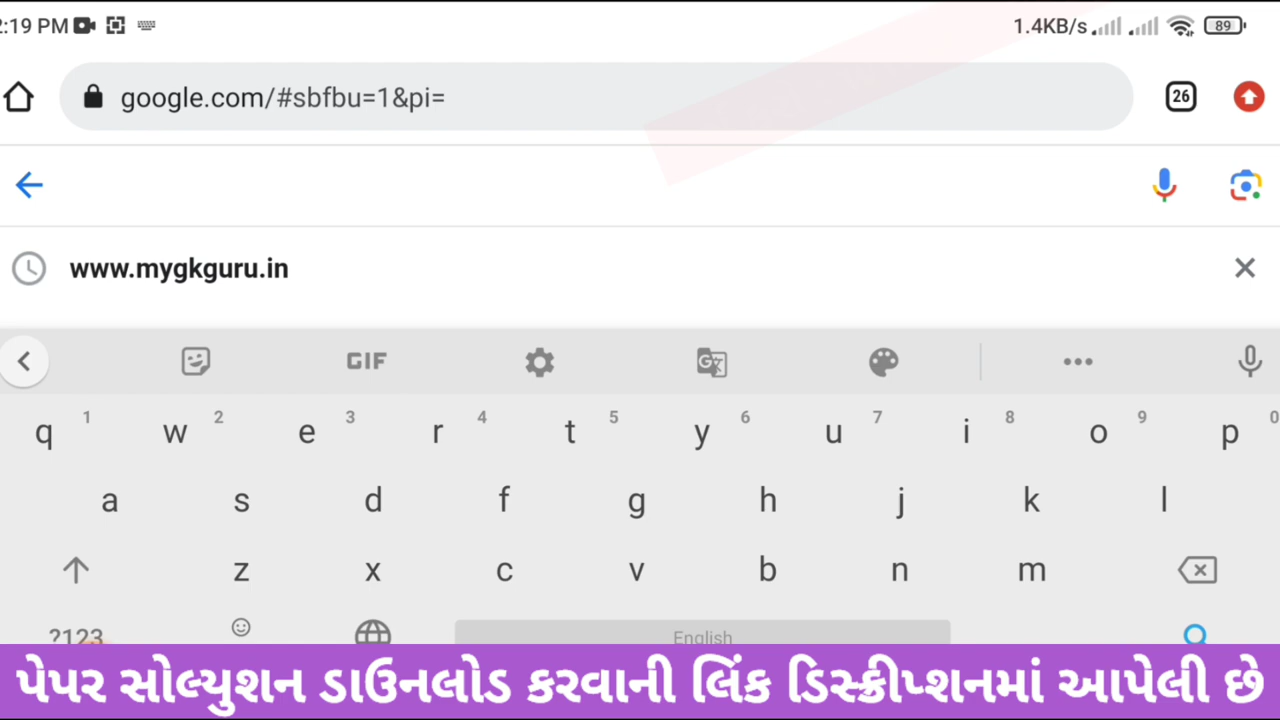 2:19 PM 1.4KB/s 89
google.com/#sbfbu=1&pi= 26
www.mygkguru.in
GIF
q 1 w 2 e 3 r 4 t 5 y 6 u 7 i 8 o 9 p 0
a s d f g h j k l
z x c v b n m
?123 English
પેપર સોલ્યુશન ડાઉનલોડ કરવાની લિંક ડિસ્ક્રીપ્શનમાં આપેલી છે